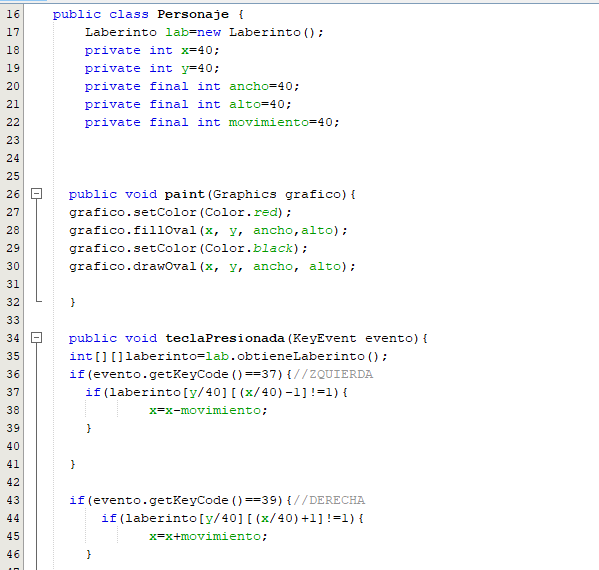 16 public class Personaje {
17 Laberinto lab=new Laberinto();
18 private int x=40;
19 private int y=40;
20 private final int ancho=40;
21 private final int alto=40;
22 private final int movimiento=40;
23
24
25
26 public void paint(Graphics grafico){
27 grafico.setColor(Color.red);
28 grafico.fillOval(x, y, ancho,alto);
29 grafico.setColor(Color.black);
30 grafico.drawOval(x, y, ancho, alto);
31
32 }
33
34 public void teclaPresionada(KeyEvent evento){
35 int[][]laberinto=lab.obtieneLaberinto();
36 if(evento.getKeyCode()==37){//ZQUIERDA
37 if(laberinto[y/40][(x/40)-1]!=1){
38 x=x-movimiento;
39 }
40
41 }
42
43 if(evento.getKeyCode()==39){//DERECHA
44 if(laberinto[y/40][(x/40)+1]!=1){
45 x=x+movimiento;
46 }